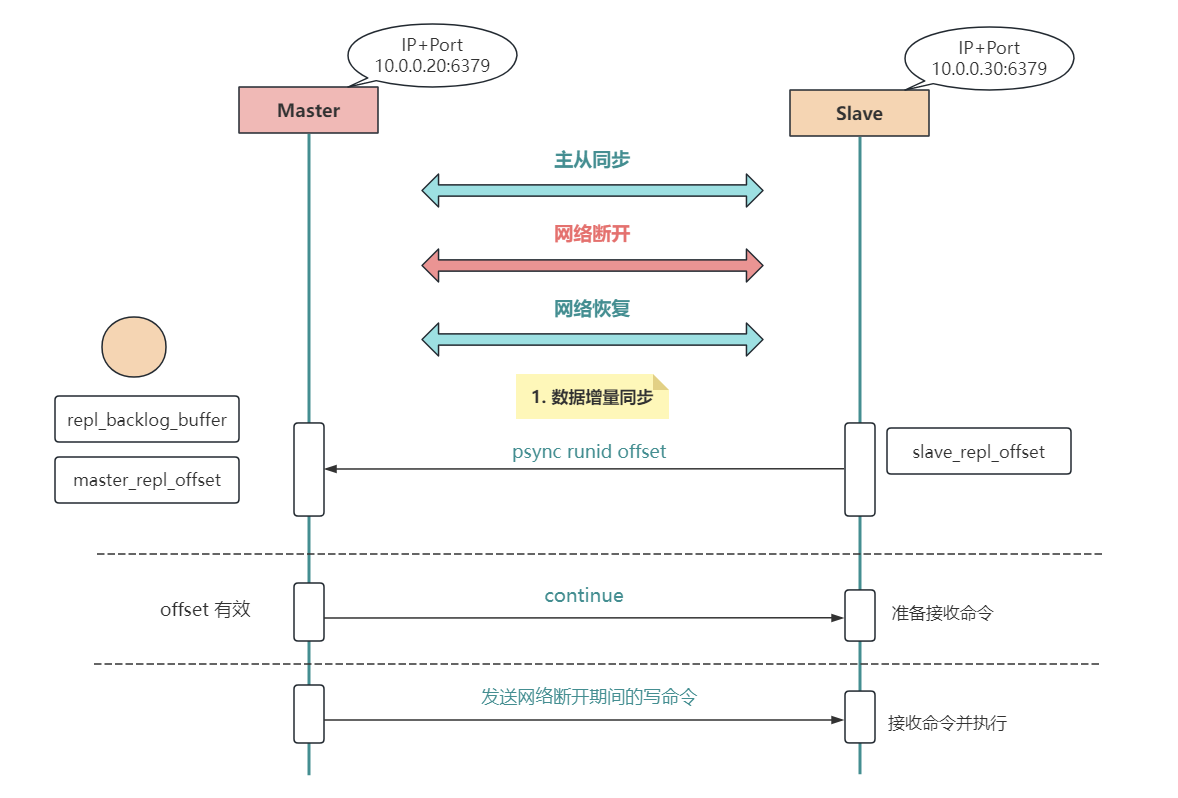 IP+Port
10.0.0.20:6379
IP+Port
10.0.0.30:6379
Master
Slave
主从同步
网络断开
网络恢复
1. 数据增量同步
repl_backlog_buffer
master_repl_offset
psync runid offset
slave_repl_offset
offset 有效
continue
准备接收命令
发送网络断开期间的写命令
接收命令并执行